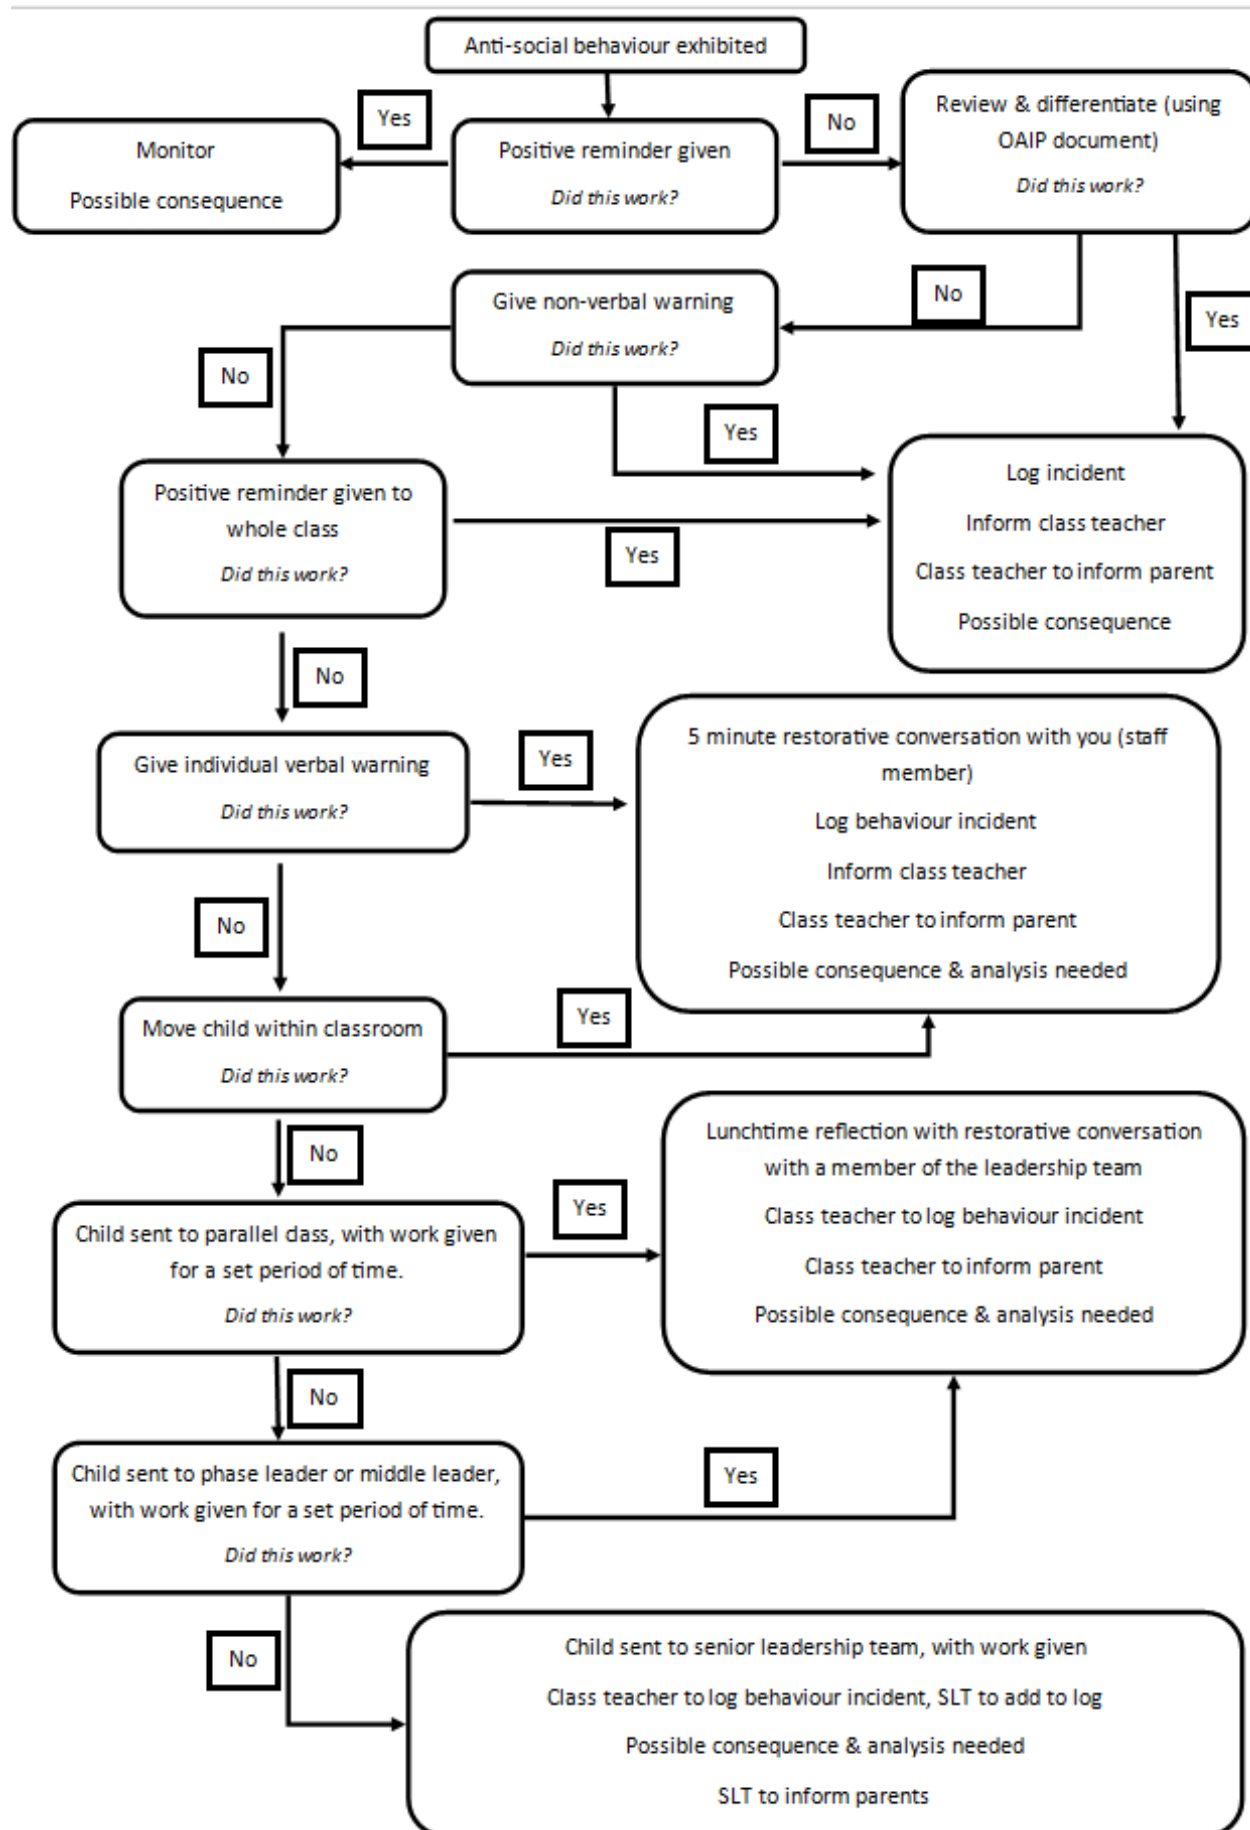 Anti-social behaviour exhibited
Yes
No
Monitor
Possible consequence
Positive reminder given
Did this work?
Review & differentiate (using
OAIP document)
Did this work?
Give non-verbal warning
Did this work?
No
Yes
No
Yes
Positive reminder given to
whole class
Did this work?
Yes
Log incident
Inform class teacher
Class teacher to inform parent
Possible consequence
No
Give individual verbal warning
Did this work?
Yes
5 minute restorative conversation with you (staff
member)
Log behaviour incident
Inform class teacher
Class teacher to inform parent
Possible consequence & analysis needed
No
Move child within classroom
Did this work?
Yes
No
Child sent to parallel class, with work given
for a set period of time.
Did this work?
Yes
Lunchtime reflection with restorative conversation
with a member of the leadership team
Class teacher to log behaviour incident
Class teacher to inform parent
Possible consequence & analysis needed
No
Child sent to phase leader or middle leader,
with work given for a set period of time.
Did this work?
Yes
No
Child sent to senior leadership team, with work given
Class teacher to log behaviour incident, SLT to add to log
Possible consequence & analysis needed
SLT to inform parents